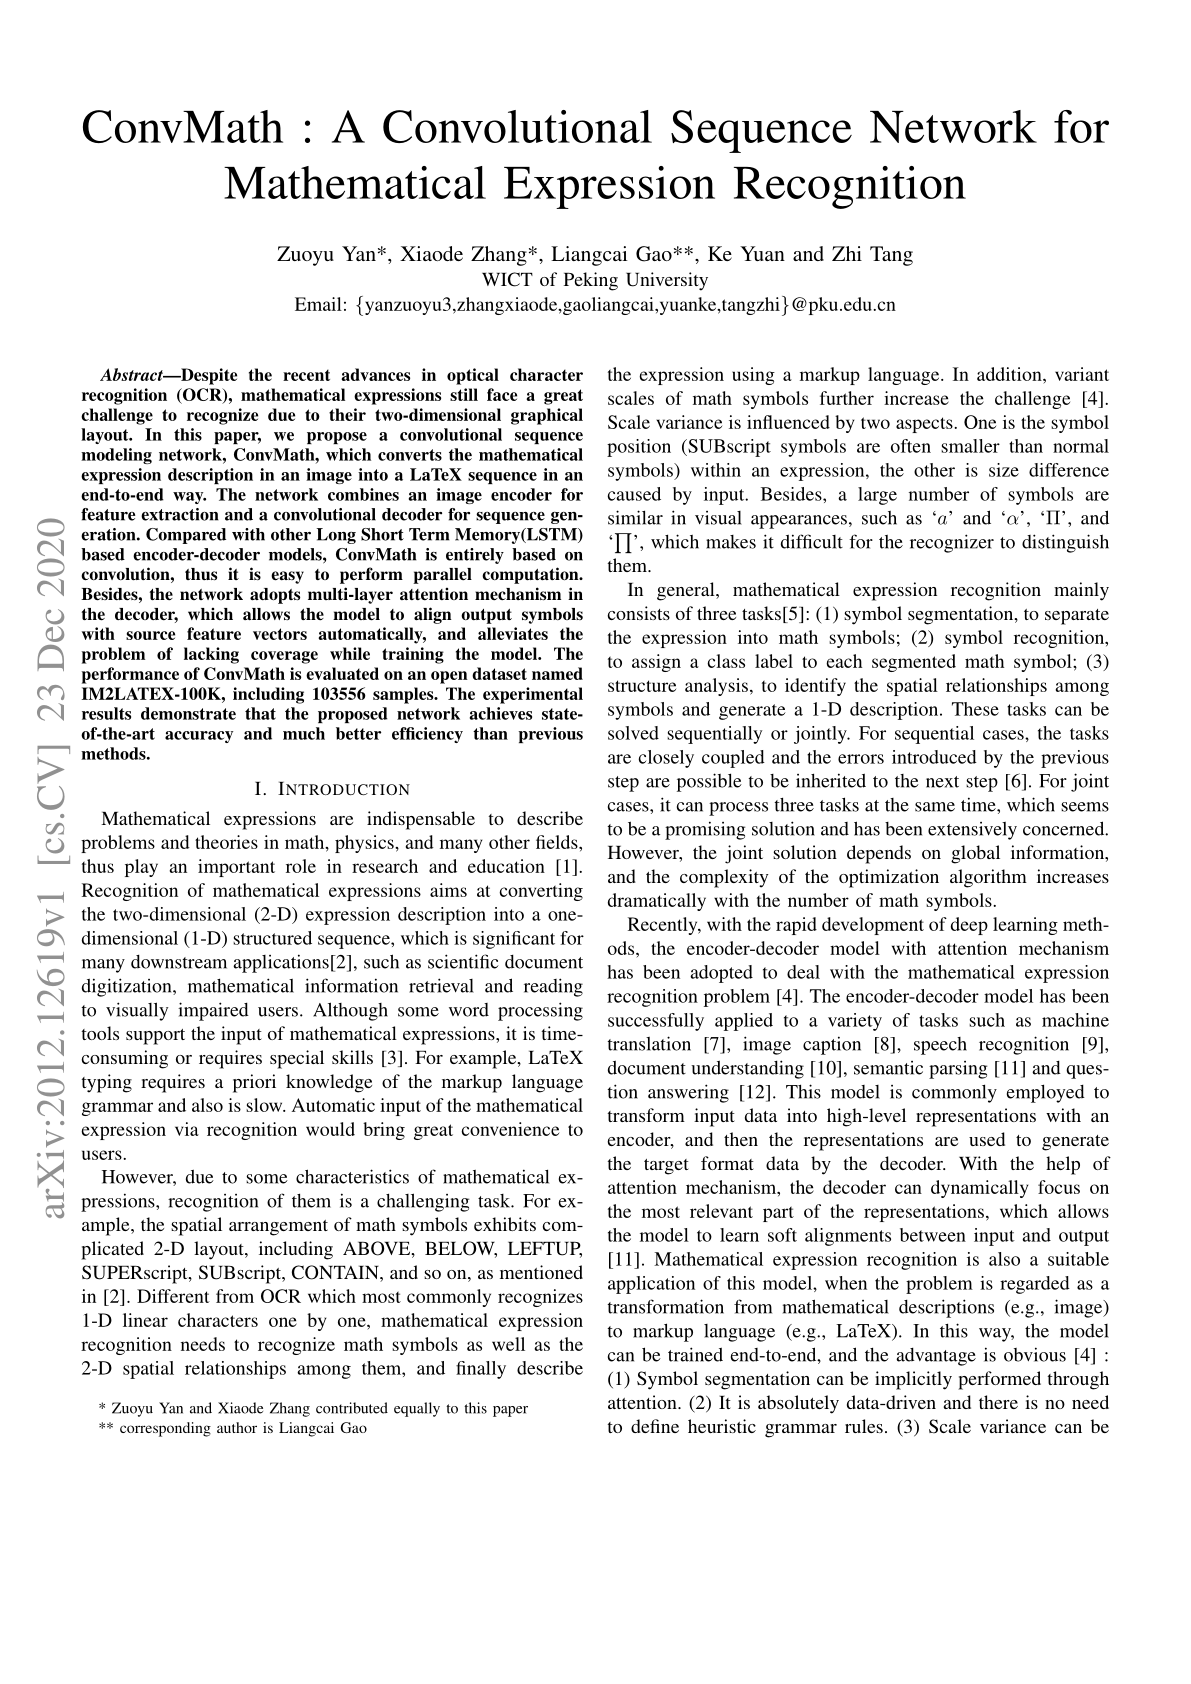 ConvMath : A Convolutional Sequence Network for
Mathematical Expression Recognition
Zuoyu Yan*, Xiaode Zhang*, Liangcai Gao**, Ke Yuan and Zhi Tang
WICT of Peking University
Email: {yanzuoyu3,zhangxiaode,gaoliangcai,yuanke,tangzhi}@pku.edu.cn
arXiv:2012.12619v1 [cs.CV] 23 Dec 2020
Abstract—Despite the recent advances in optical character
recognition (OCR), mathematical expressions still face a great
challenge to recognize due to their two-dimensional graphical
layout. In this paper, we propose a convolutional sequence
modeling network, ConvMath, which converts the mathematical
expression description in an image into a LaTeX sequence in an
end-to-end way. The network combines an image encoder for
feature extraction and a convolutional decoder for sequence gen-
eration. Compared with other Long Short Term Memory(LSTM)
based encoder-decoder models, ConvMath is entirely based on
convolution, thus it is easy to perform parallel computation.
Besides, the network adopts multi-layer attention mechanism in
the decoder, which allows the model to align output symbols
with source feature vectors automatically, and alleviates the
problem of lacking coverage while training the model. The
performance of ConvMath is evaluated on an open dataset named
IM2LATEX-100K, including 103556 samples. The experimental
results demonstrate that the proposed network achieves state-
of-the-art accuracy and much better efficiency than previous
methods.
I. INTRODUCTION
Mathematical expressions are indispensable to describe
problems and theories in math, physics, and many other fields,
thus play an important role in research and education [1].
Recognition of mathematical expressions aims at converting
the two-dimensional (2-D) expression description into a one-
dimensional (1-D) structured sequence, which is significant for
many downstream applications[2], such as scientific document
digitization, mathematical information retrieval and reading
to visually impaired users. Although some word processing
tools support the input of mathematical expressions, it is time-
consuming or requires special skills [3]. For example, LaTeX
typing requires a priori knowledge of the markup language
grammar and also is slow. Automatic input of the mathematical
expression via recognition would bring great convenience to
users.
However, due to some characteristics of mathematical ex-
pressions, recognition of them is a challenging task. For ex-
ample, the spatial arrangement of math symbols exhibits com-
plicated 2-D layout, including ABOVE, BELOW, LEFTUP,
SUPERscript, SUBscript, CONTAIN, and so on, as mentioned
in [2]. Different from OCR which most commonly recognizes
1-D linear characters one by one, mathematical expression
recognition needs to recognize math symbols as well as the
2-D spatial relationships among them, and finally describe
* Zuoyu Yan and Xiaode Zhang contributed equally to this paper
** corresponding author is Liangcai Gao
the expression using a markup language. In addition, variant
scales of math symbols further increase the challenge [4].
Scale variance is influenced by two aspects. One is the symbol
position (SUBscript symbols are often smaller than normal
symbols) within an expression, the other is size difference
caused by input. Besides, a large number of symbols are
similar in visual appearances, such as ‘a’ and ‘α’, ‘Π’, and
‘∏’, which makes it difficult for the recognizer to distinguish
them.
In general, mathematical expression recognition mainly
consists of three tasks[5]: (1) symbol segmentation, to separate
the expression into math symbols; (2) symbol recognition,
to assign a class label to each segmented math symbol; (3)
structure analysis, to identify the spatial relationships among
symbols and generate a 1-D description. These tasks can be
solved sequentially or jointly. For sequential cases, the tasks
are closely coupled and the errors introduced by the previous
step are possible to be inherited to the next step [6]. For joint
cases, it can process three tasks at the same time, which seems
to be a promising solution and has been extensively concerned.
However, the joint solution depends on global information,
and the complexity of the optimization algorithm increases
dramatically with the number of math symbols.
Recently, with the rapid development of deep learning meth-
ods, the encoder-decoder model with attention mechanism
has been adopted to deal with the mathematical expression
recognition problem [4]. The encoder-decoder model has been
successfully applied to a variety of tasks such as machine
translation [7], image caption [8], speech recognition [9],
document understanding [10], semantic parsing [11] and ques-
tion answering [12]. This model is commonly employed to
transform input data into high-level representations with an
encoder, and then the representations are used to generate
the target format data by the decoder. With the help of
attention mechanism, the decoder can dynamically focus on
the most relevant part of the representations, which allows
the model to learn soft alignments between input and output
[11]. Mathematical expression recognition is also a suitable
application of this model, when the problem is regarded as a
transformation from mathematical descriptions (e.g., image)
to markup language (e.g., LaTeX). In this way, the model
can be trained end-to-end, and the advantage is obvious [4] :
(1) Symbol segmentation can be implicitly performed through
attention. (2) It is absolutely data-driven and there is no need
to define heuristic grammar rules. (3) Scale variance can be